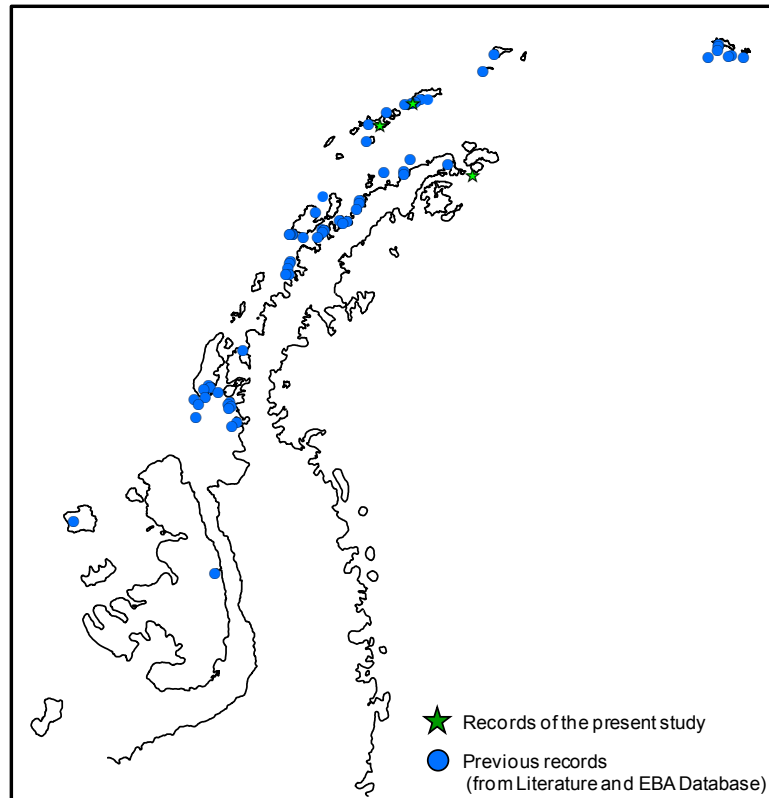 Records of the present study
Previous records
(from Literature and EBA Database)